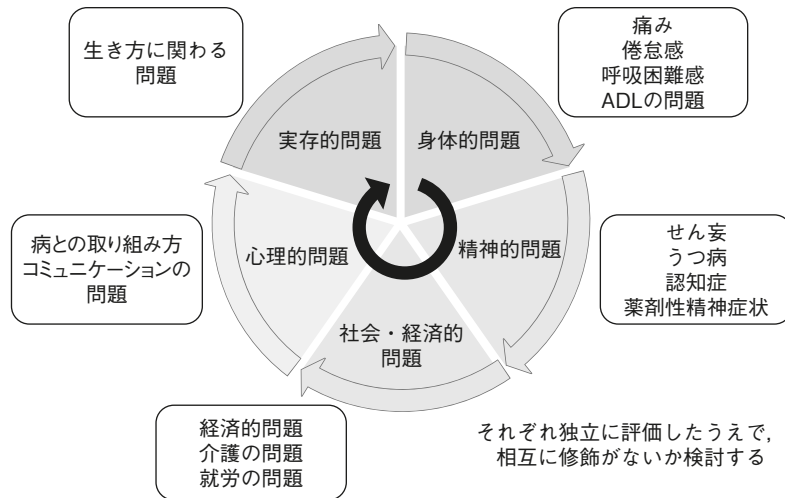 生き方に関わる
問題
痛み
倦怠感
呼吸困難感
ADLの問題
実存的問題
身体的問題
病との取り組み方
コミュニケーションの
問題
心理的問題
精神的問題
せん妄
うつ病
認知症
薬剤性精神症状
社会・経済的
問題
経済的問題
介護の問題
就労の問題
それぞれ独立に評価したうえで,
相互に修飾がないか検討する